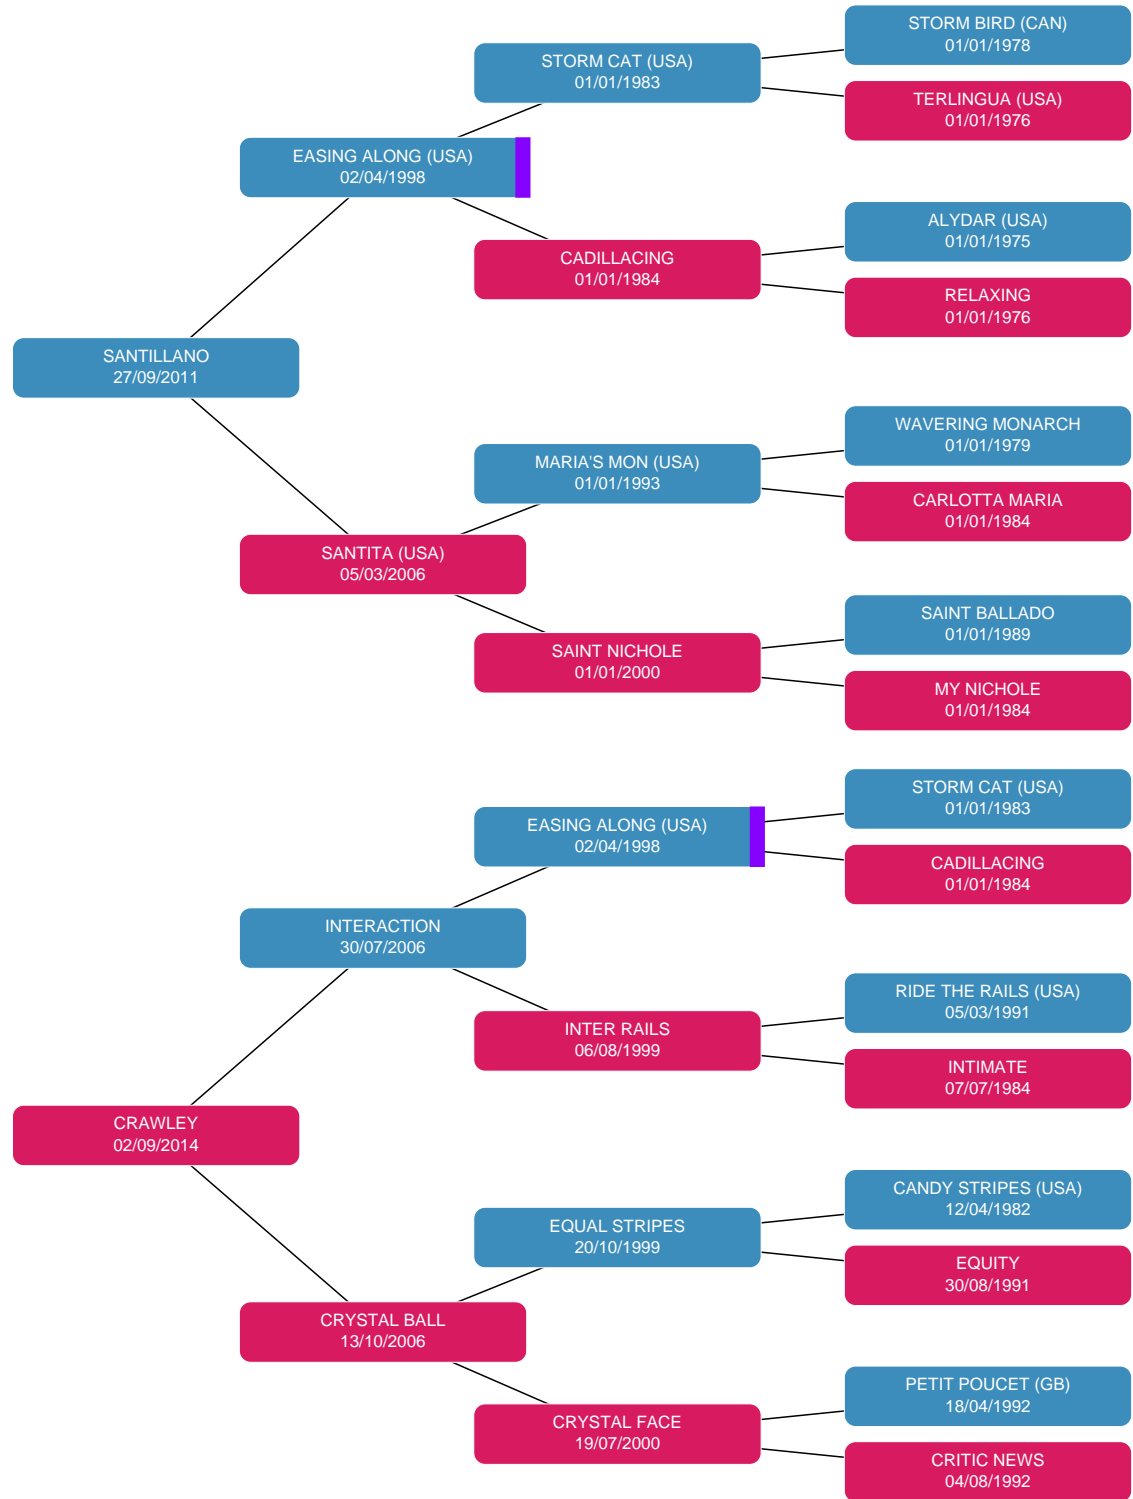 STORM BIRD (CAN)
01/01/1978
STORM CAT (USA)
01/01/1983
TERLINGUA (USA)
01/01/1976
EASING ALONG (USA)
02/04/1998
ALYDAR (USA)
01/01/1975
CADILLACING
01/01/1984
RELAXING
01/01/1976
SANTILLANO
27/09/2011
WAVERING MONARCH
01/01/1979
MARIA'S MON (USA)
01/01/1993
CARLOTTA MARIA
01/01/1984
SANTITA (USA)
05/03/2006
SAINT BALLADO
01/01/1989
SAINT NICHOLE
01/01/2000
MY NICHOLE
01/01/1984
STORM CAT (USA)
01/01/1983
EASING ALONG (USA)
02/04/1998
CADILLACING
01/01/1984
INTERACTION
30/07/2006
RIDE THE RAILS (USA)
05/03/1991
INTER RAILS
06/08/1999
INTIMATE
07/07/1984
CRAWLEY
02/09/2014
CANDY STRIPES (USA)
12/04/1982
EQUAL STRIPES
20/10/1999
EQUITY
30/08/1991
CRYSTAL BALL
13/10/2006
PETIT POUCET (GB)
18/04/1992
CRYSTAL FACE
19/07/2000
CRITIC NEWS
04/08/1992